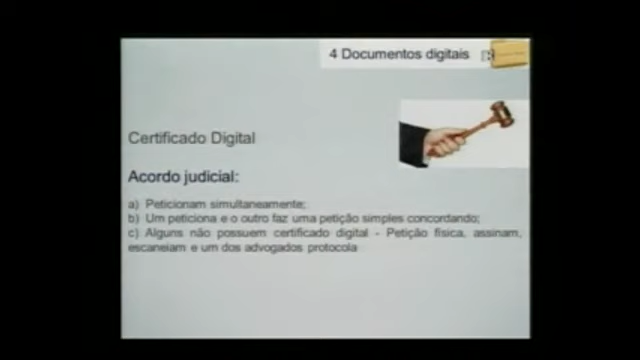 4 Documentos digitais
Certificado Digital
Acordo judicial:
a) Peticionam simultaneamente;
b) Um peticiona e o outro faz uma petição simples concordando;
c) Alguns não possuem certificado digital - Petição física, assinam,
escaneiam e um dos advogados protocola